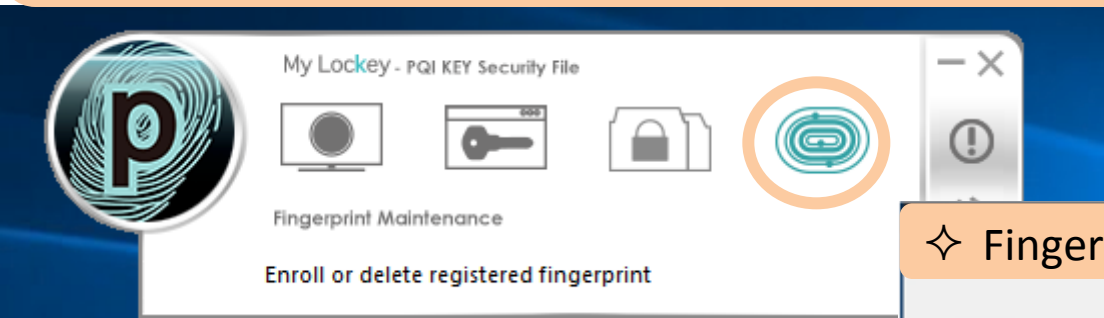 My Lockey - PQI KEY Security File
Fingerprint Maintenance
Enroll or delete registered fingerprint
✧ Finger